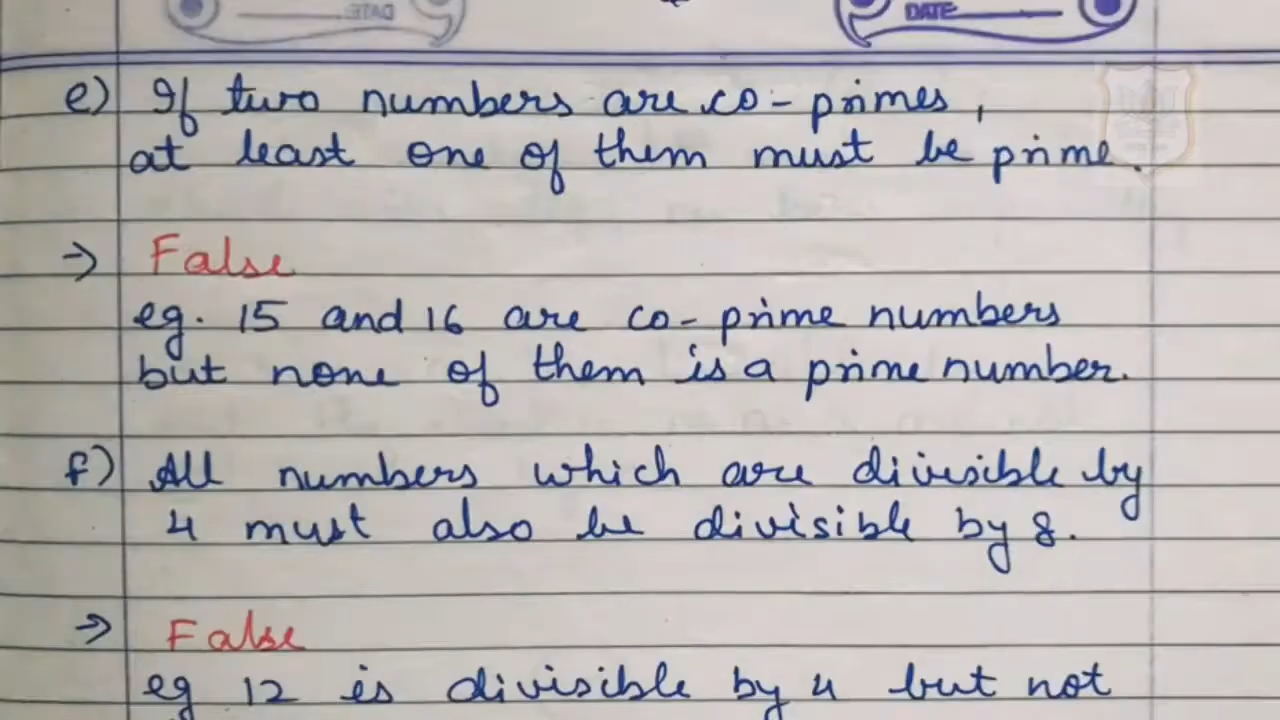 DATE
e) If two numbers are co-primes,
at least one of them must be prime.
→ False
eg. 15 and 16 are co-prime numbers
but none of them is a prime number.
f) All numbers which are divisible by
4 must also be divisible by 8.
⇒ False
eg 12 is divisible by 4 but not